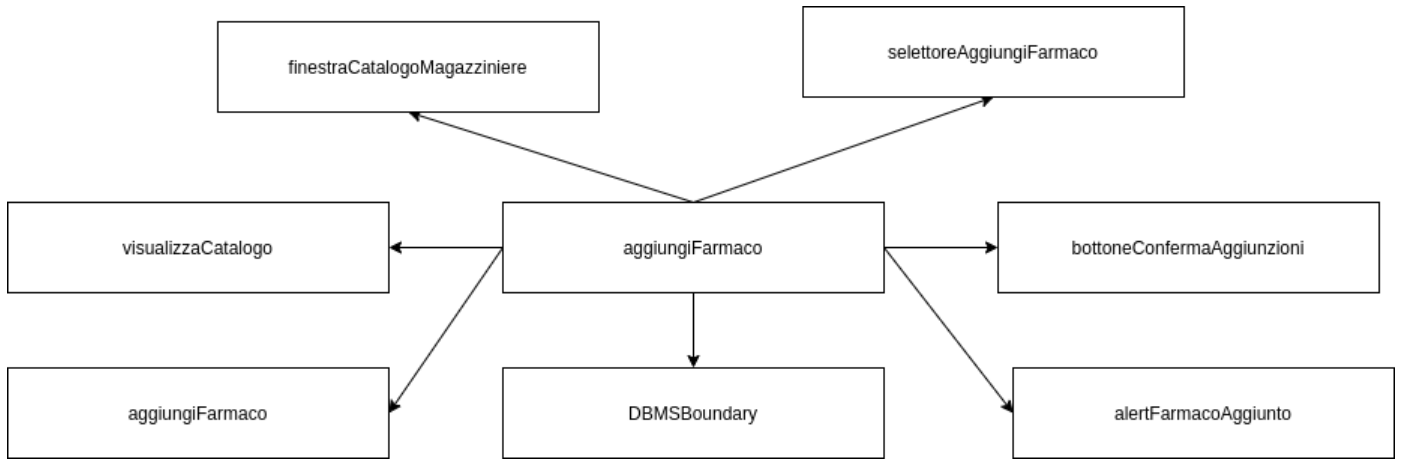 finestraCatalogoMagazziniere
selettoreAggiungiFarmaco
visualizzaCatalogo
aggiungiFarmaco
bottoneConfermaAggiunzioni
aggiungiFarmaco
DBMSBoundary
alertFarmacoAggiunto